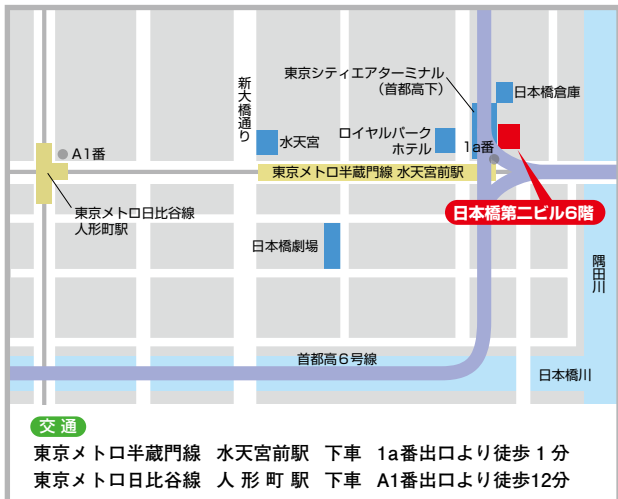 東京シティエアターミナル
（首都高下）
日本橋倉庫
新大橋通り
水天宮
ロイヤルパーク
ホテル
1a番
A1番
東京メトロ半蔵門線 水天宮前駅
東京メトロ日比谷線
人形町駅
日本橋第二ビル6階
日本橋劇場
隅田川
首都高6号線
日本橋川
交通
東京メトロ半蔵門線 水天宮前駅 下車 1a番出口より徒歩 1 分
東京メトロ日比谷線 人 形 町 駅 下車 A1番出口より徒歩12分